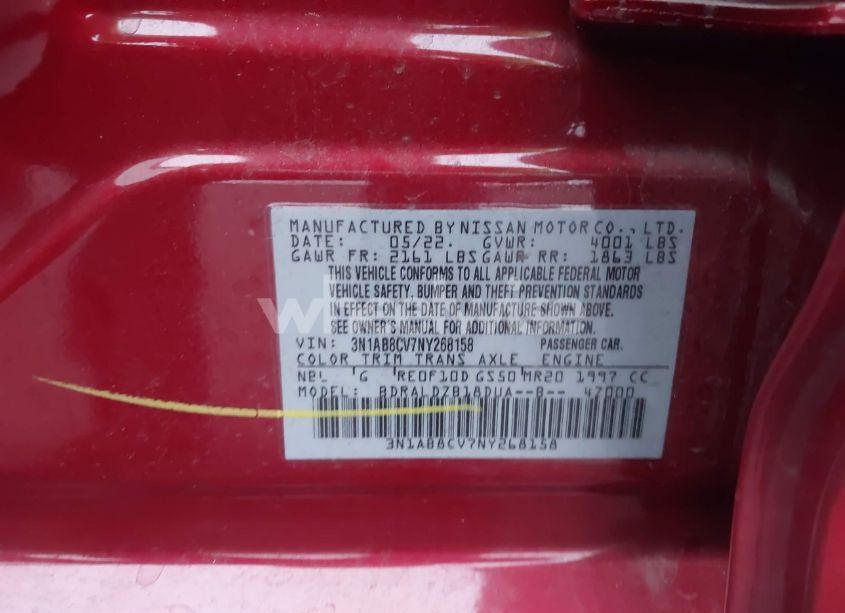 MANUFACTURED BY NISSAN MOTOR CO., LTD.
DATE: 05/22. GVWR: 4001 LBS
GAWR FR: 2161 LBS GAWR RR: 1863 LBS
THIS VEHICLE CONFORMS TO ALL APPLICABLE FEDERAL MOTOR
VEHICLE SAFETY, BUMPER AND THEFT PREVENTION STANDARDS
IN EFFECT ON THE DATE OF MANUFACTURE SHOWN ABOVE.
SEE OWNER'S MANUAL FOR ADDITIONAL INFORMATION.
VIN: 3N1AB8CV7NY268158 PASSENGER CAR.
COLOR TRIM TRANS AXLE ENGINE
NBL G RE0F10D GS50 MR20 1997 CC
MODEL: BDRALDZB18DUA--B-- 47000
3N1AB8CV7NY268158